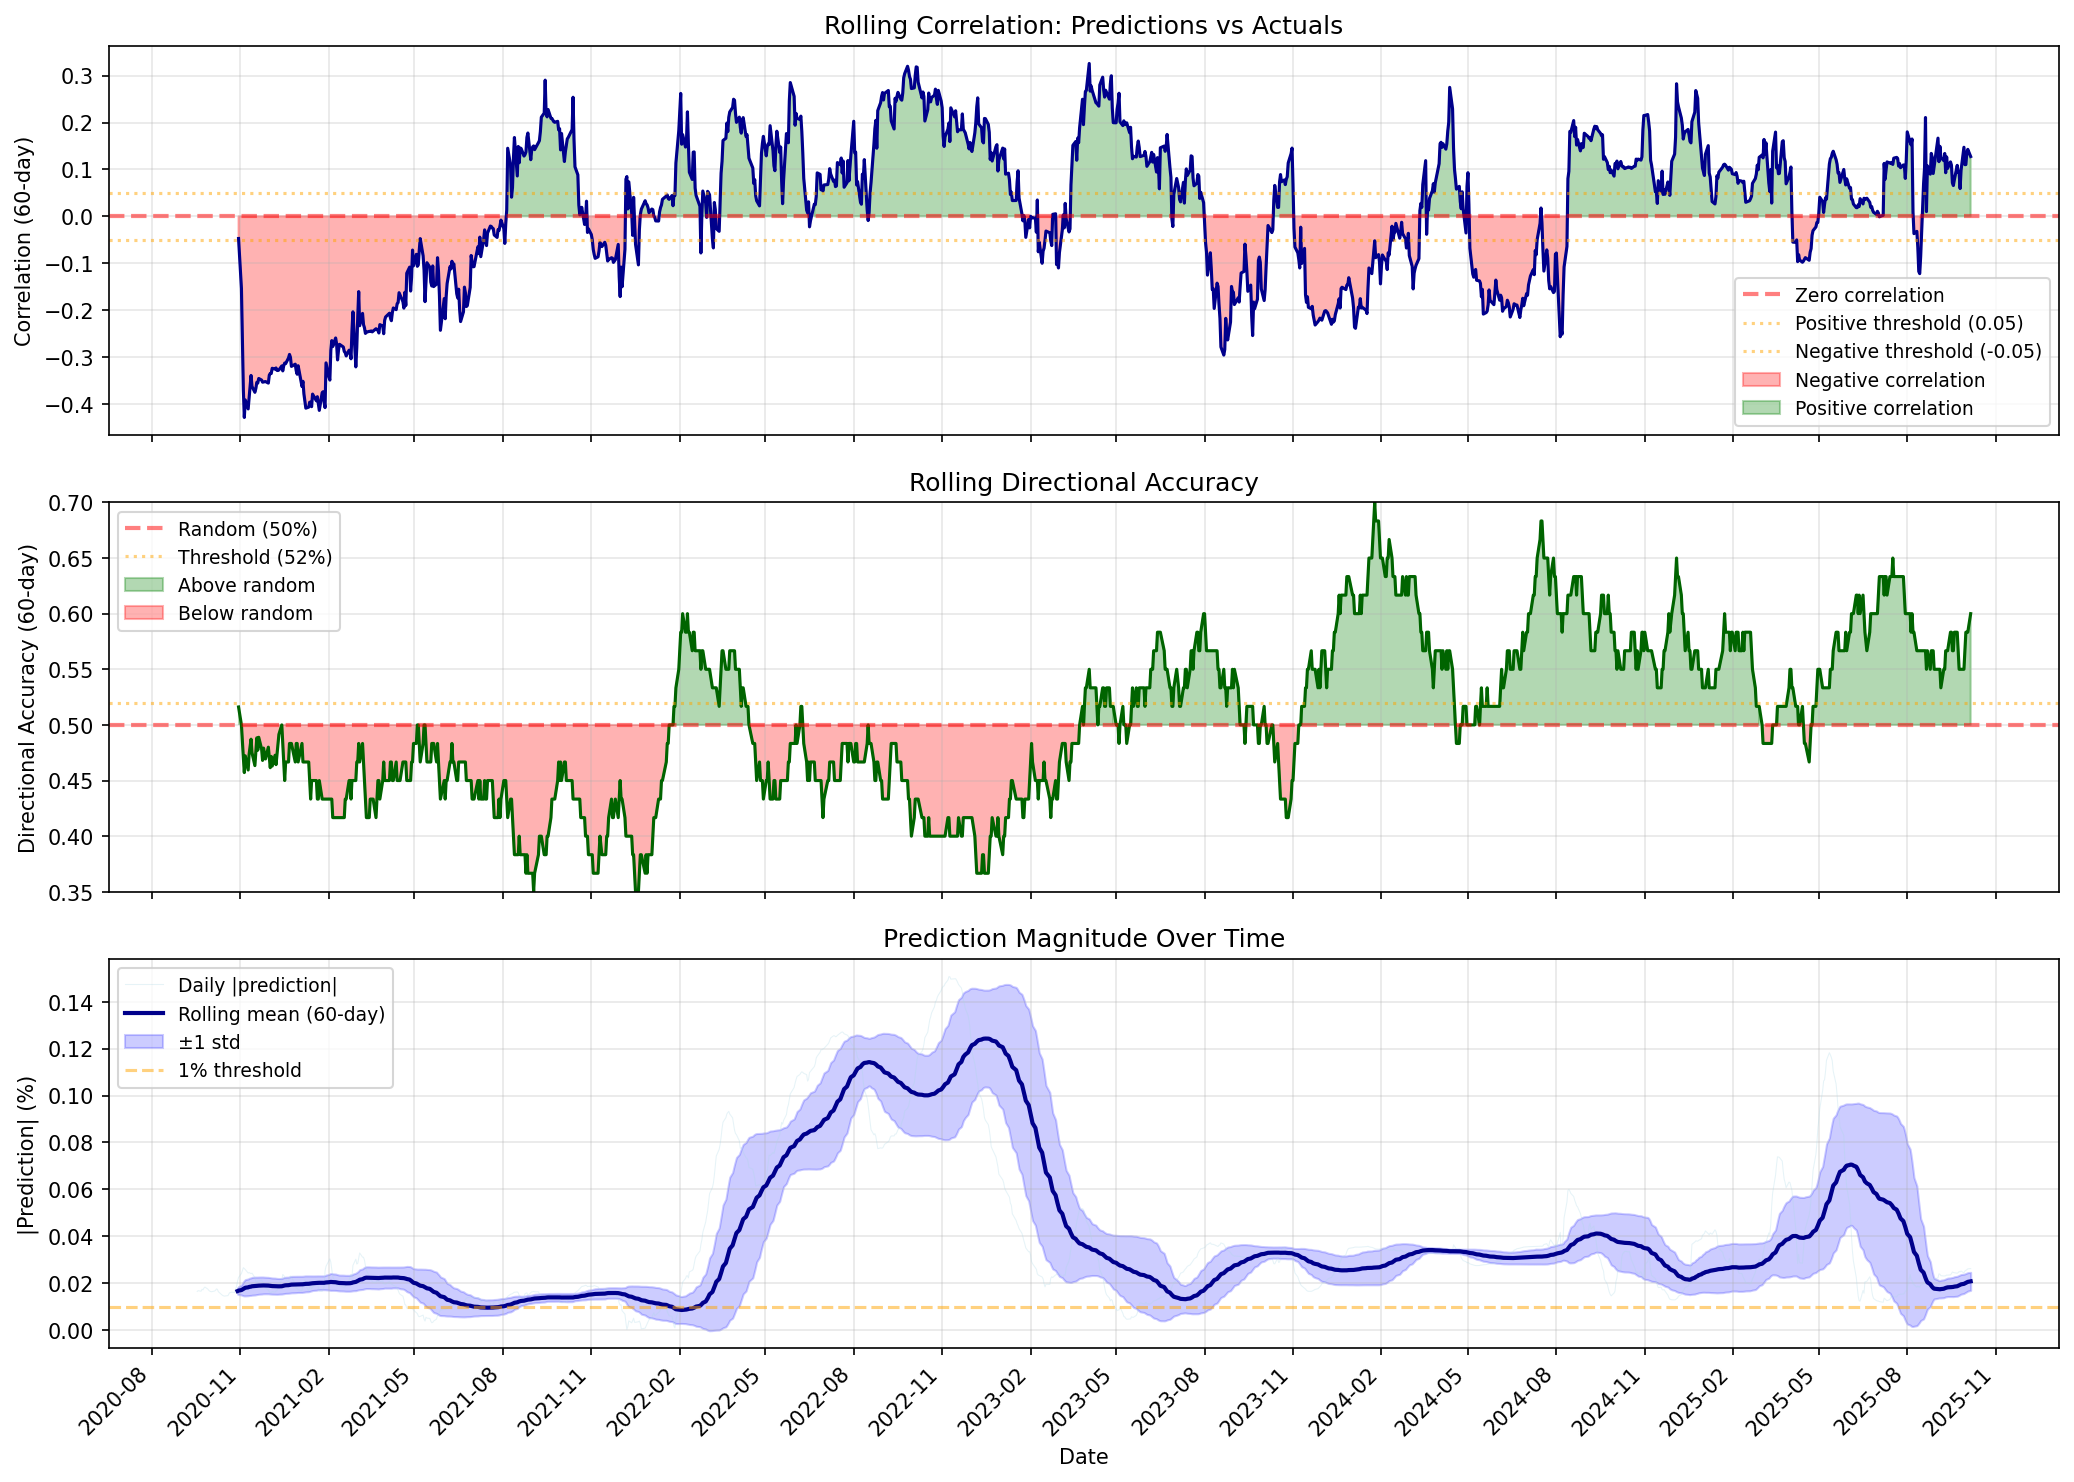 Rolling Correlation: Predictions vs Actuals
Correlation (60-day)
0.3
0.2
0.1
0.0
−0.1
−0.2
−0.3
−0.4
Zero correlation
Positive threshold (0.05)
Negative threshold (-0.05)
Negative correlation
Positive correlation
Rolling Directional Accuracy
Directional Accuracy (60-day)
0.70
0.65
0.60
0.55
0.50
0.45
0.40
0.35
Random (50%)
Threshold (52%)
Above random
Below random
Prediction Magnitude Over Time
|Prediction| (%)
0.14
0.12
0.10
0.08
0.06
0.04
0.02
0.00
Daily |prediction|
Rolling mean (60-day)
±1 std
1% threshold
2020-08
2020-11
2021-02
2021-05
2021-08
2021-11
2022-02
2022-05
2022-08
2022-11
2023-02
2023-05
2023-08
2023-11
2024-02
2024-05
2024-08
2024-11
2025-02
2025-05
2025-08
2025-11
Date